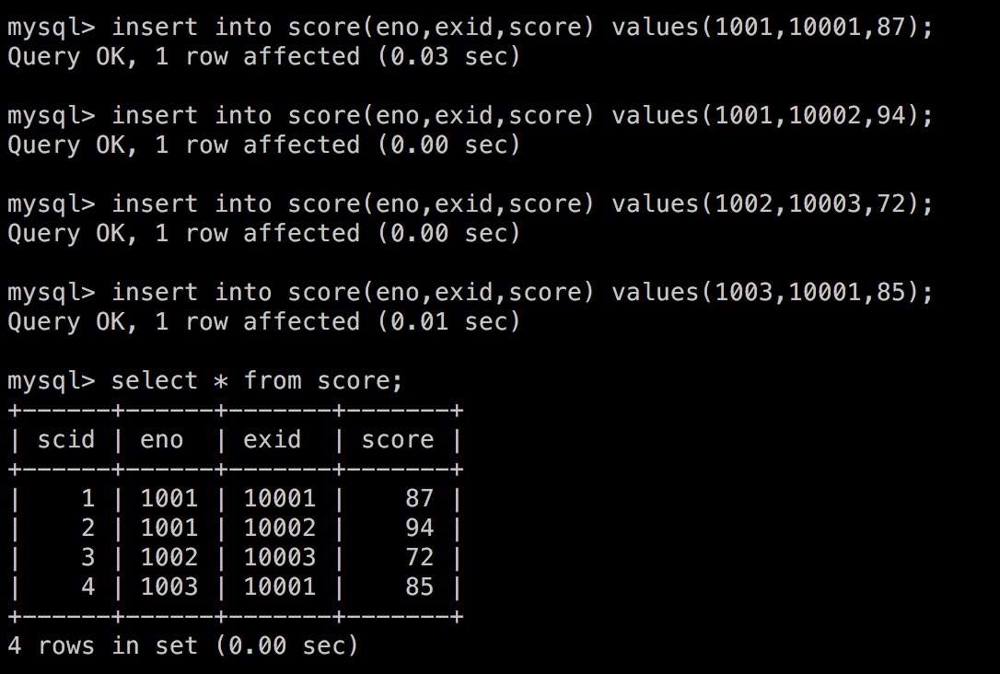 mysql> insert into score(eno,exid,score) values(1001,10001,87);
Query OK, 1 row affected (0.03 sec)

mysql> insert into score(eno,exid,score) values(1001,10002,94);
Query OK, 1 row affected (0.00 sec)

mysql> insert into score(eno,exid,score) values(1002,10003,72);
Query OK, 1 row affected (0.00 sec)

mysql> insert into score(eno,exid,score) values(1003,10001,85);
Query OK, 1 row affected (0.01 sec)

mysql> select * from score;
+------+------+-------+-------+
| scid | eno  | exid  | score |
+------+------+-------+-------+
|    1 | 1001 | 10001 |    87 |
|    2 | 1001 | 10002 |    94 |
|    3 | 1002 | 10003 |    72 |
|    4 | 1003 | 10001 |    85 |
+------+------+-------+-------+
4 rows in set (0.00 sec)